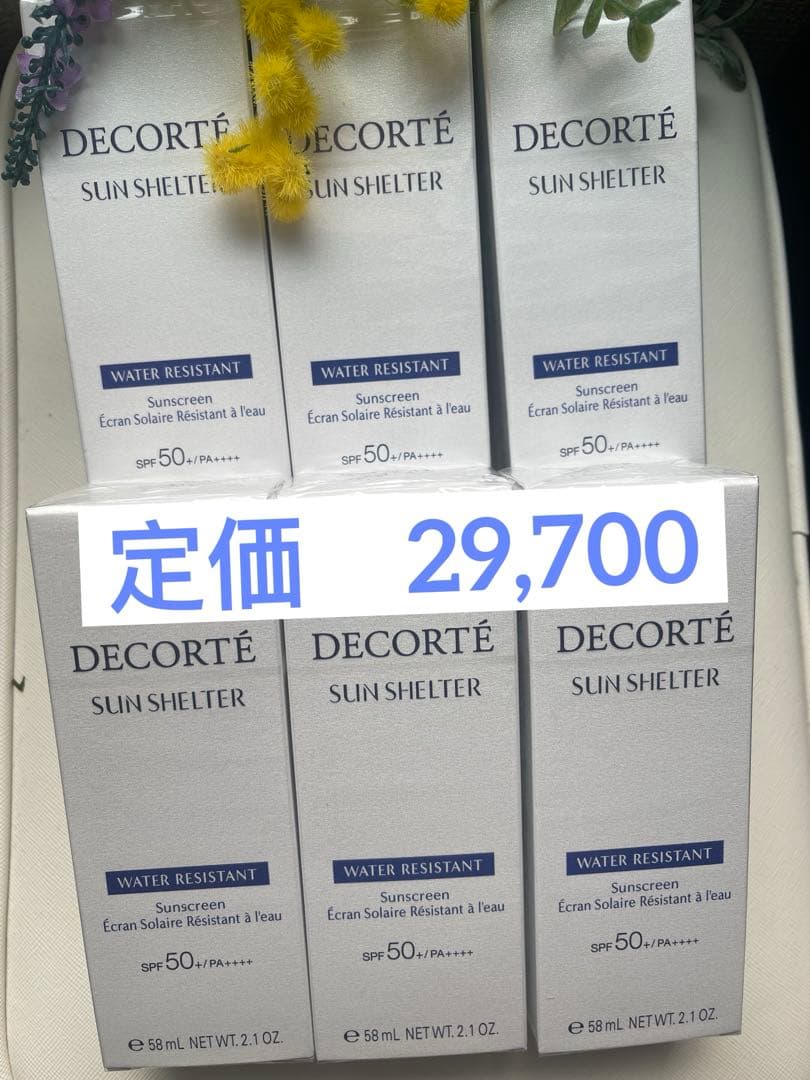 DECORTÉ
SUN SHELTER
WATER RESISTANT
Sunscreen
Écran Solaire Résistant à l'eau
SPF50+/PA++++
DECORTÉ
SUN SHELTER
WATER RESISTANT
Sunscreen
Écran Solaire Résistant à l'eau
SPF50+/PA++++
DECORTÉ
SUN SHELTER
WATER RESISTANT
Sunscreen
Écran Solaire Résistant à l'eau
SPF50+/PA++++
定価 29,700
DECORTÉ
SUN SHELTER
WATER RESISTANT
Sunscreen
Écran Solaire Résistant à l'eau
SPF50+/PA++++
℮ 58 mL NET WT. 2.1 OZ.
DECORTÉ
SUN SHELTER
WATER RESISTANT
Sunscreen
Écran Solaire Résistant à l'eau
SPF50+/PA++++
℮ 58 mL NET WT. 2.1 OZ.
DECORTÉ
SUN SHELTER
WATER RESISTANT
Sunscreen
Écran Solaire Résistant à l'eau
SPF50+/PA++++
℮ 58 mL NET WT. 2.1 OZ.